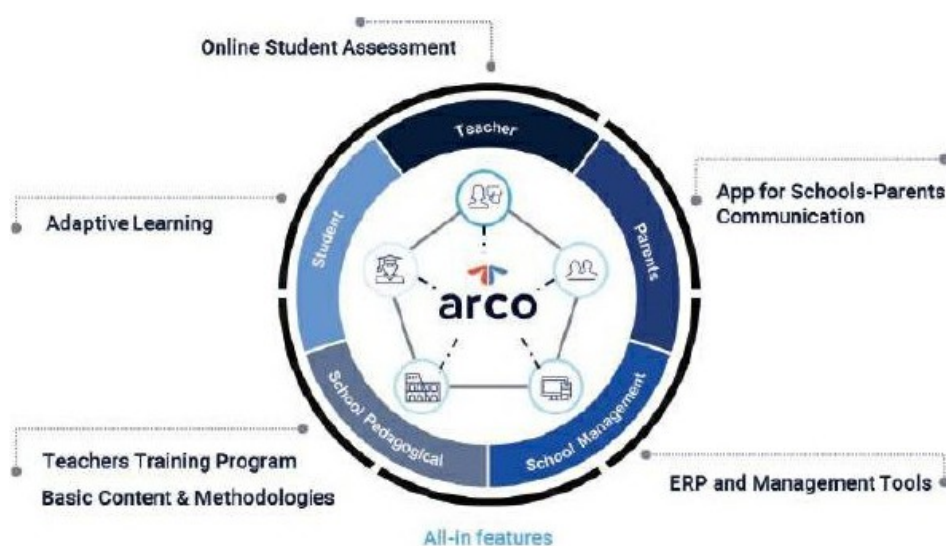 Online Student Assessment
Teacher
App for Schools-Parents
Communication
Adaptive Learning
Student
Parents
arco
School Pedagogical
School Management
Teachers Training Program
Basic Content & Methodologies
ERP and Management Tools
All-in features